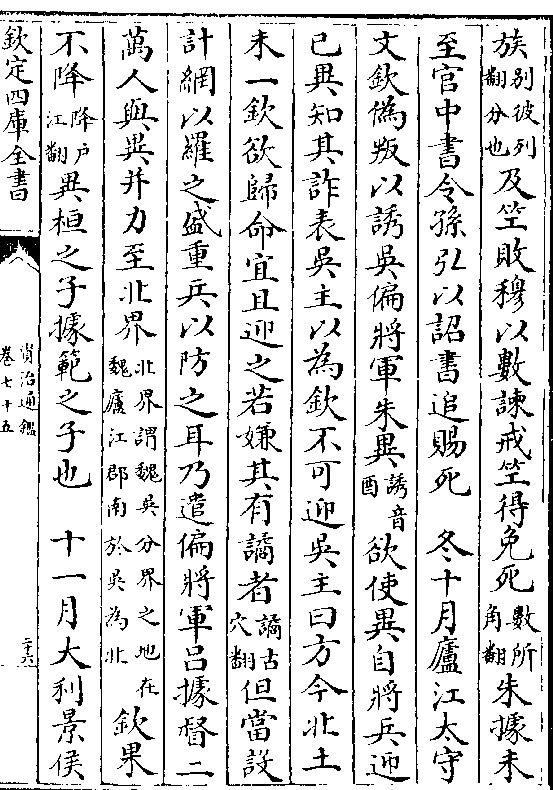 族别彼列翻分也及竺敗穆以數諫戒竺得免死數所角翻朱據未
至官中書令孫弘以詔書追賜死　冬十月廬江太守
文欽僞叛以誘吳偏將軍朱異誘音酉欲使異自將兵迎
已異知其詐表吳主以為欽不可迎吳主曰方今北土
未一欽欲歸命宜且迎之若嫌其有譎者譎古穴翻但當設
計網以羅之盛重兵以防之耳乃遣偏將軍吕據督二
萬人與異并力至北界北界謂魏吳分界之地在魏廬江郡南於吳為北欽果
不降降户江翻異桓之子據範之子也　十一月大利景侯
欽定四庫全書
資治通鑑
卷七十五
二十六